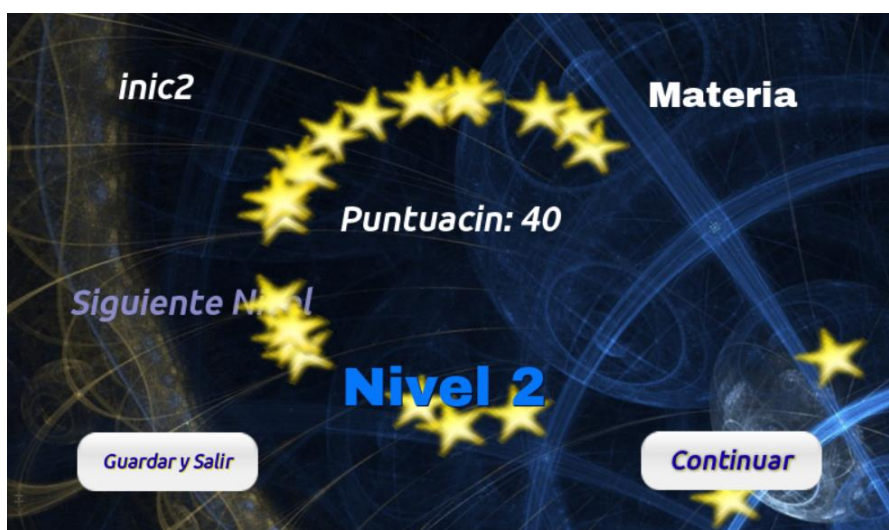 inic2
Materia
Puntuacin: 40
Siguiente Nivel
Nivel 2
Guardar y Salir
Continuar